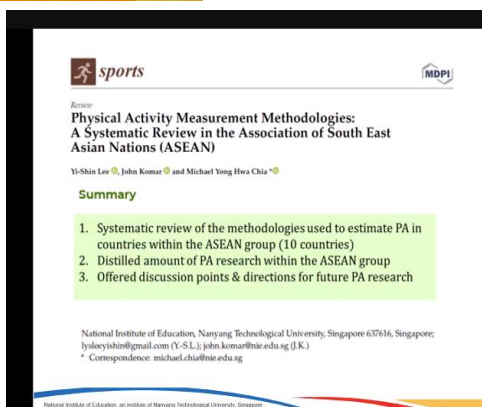 sports
MDPI
Review
Physical Activity Measurement Methodologies:
A Systematic Review in the Association of South East
Asian Nations (ASEAN)
Yi-Shin Lee, John Komar and Michael Yong Hwa Chia *
Summary
1. Systematic review of the methodologies used to estimate PA in
countries within the ASEAN group (10 countries)
2. Distilled amount of PA research within the ASEAN group
3. Offered discussion points & directions for future PA research
National Institute of Education, Nanyang Technological University, Singapore 637616, Singapore;
lysleeyishin@gmail.com (Y.-S.L.); john.komar@nie.edu.sg (J.K.)
* Correspondence: michael.chia@nie.edu.sg
National Institute of Education, an institute of Nanyang Technological University, Singapore